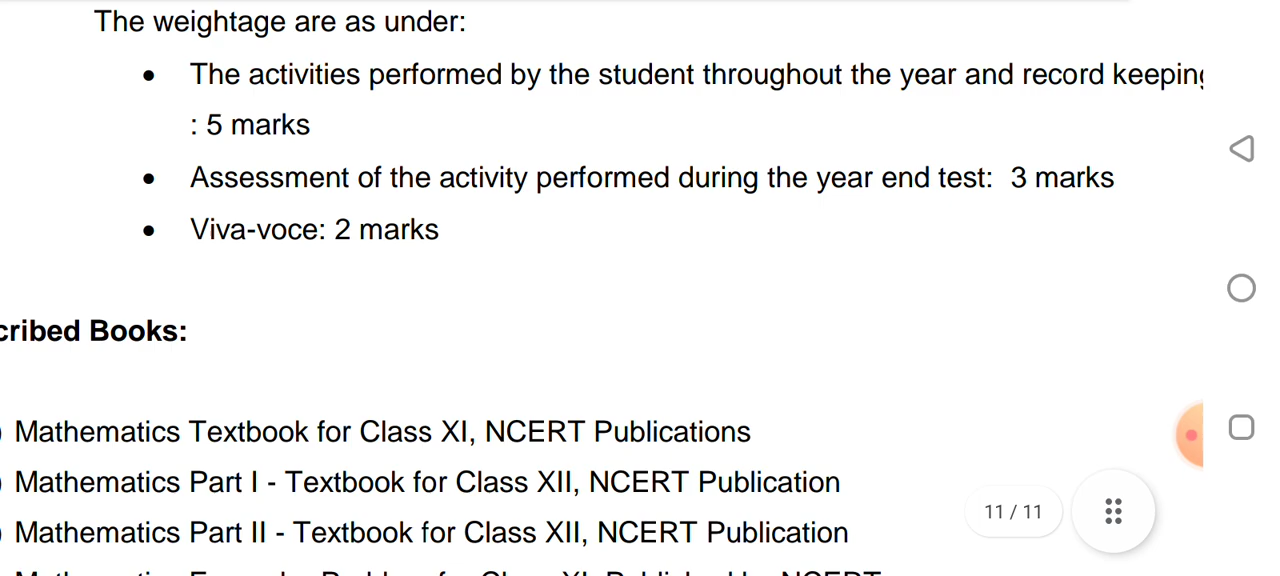 The weightage are as under:
• The activities performed by the student throughout the year and record keeping
: 5 marks
• Assessment of the activity performed during the year end test: 3 marks
• Viva-voce: 2 marks
cribed Books:
) Mathematics Textbook for Class XI, NCERT Publications
) Mathematics Part I - Textbook for Class XII, NCERT Publication
) Mathematics Part II - Textbook for Class XII, NCERT Publication
11 / 11